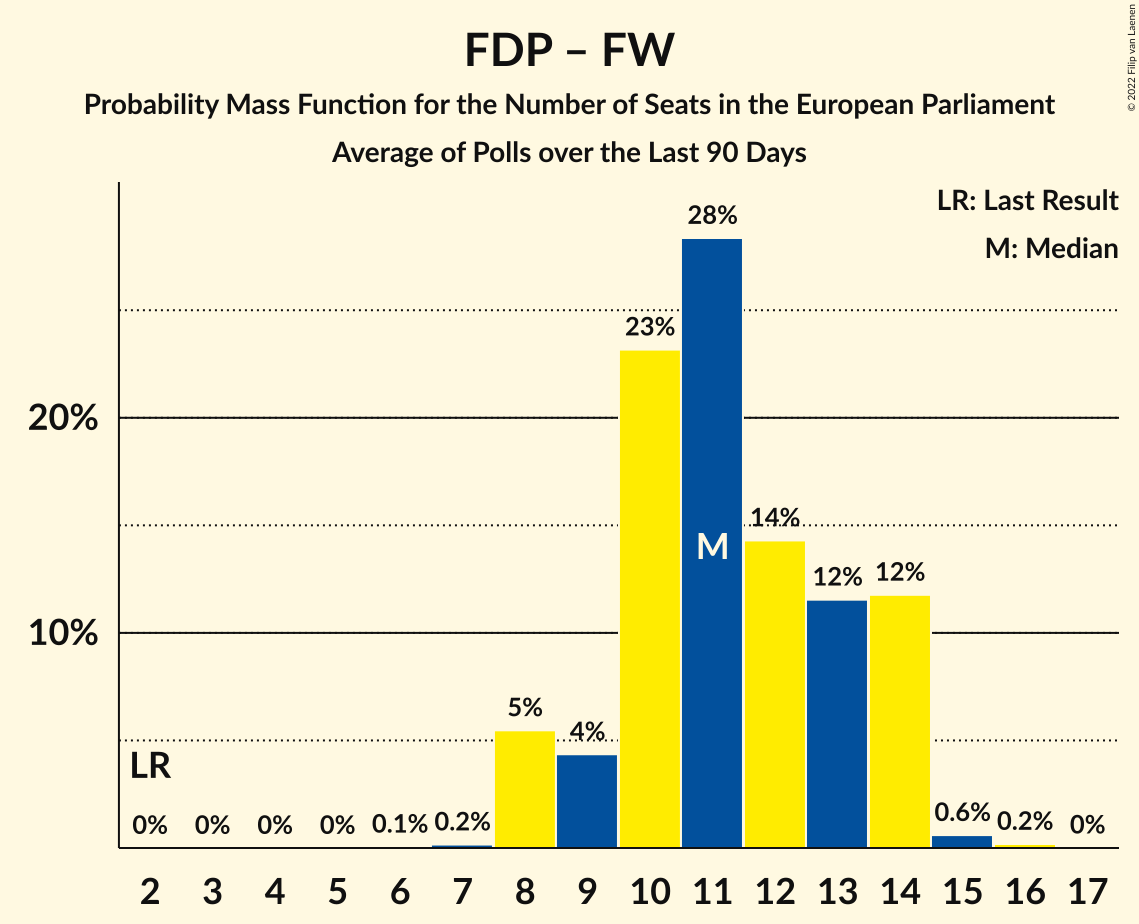 FDP – FW
Probability Mass Function for the Number of Seats in the European Parliament
Average of Polls over the Last 90 Days
© 2022 Filip van Laenen
LR: Last Result
M: Median
28%
23%
20%
14%
M
12%
12%
10%
5%
4%
LR
0%
0%
0%
0%
0.1%
0.2%
0.6%
0.2%
0%
2 3 4 5 6 7 8 9 10 11 12 13 14 15 16 17